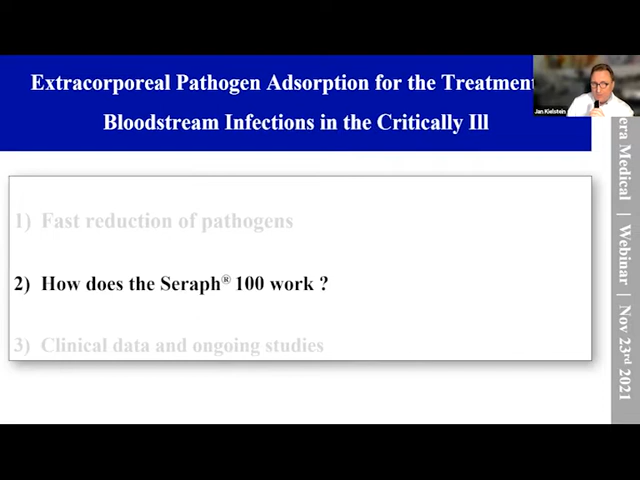 Extracorporeal Pathogen Adsorption for the Treatment
Bloodstream Infections in the Critically Ill
Jan Kielstein
1) Fast reduction of pathogens
2) How does the Seraph® 100 work ?
3) Clinical data and ongoing studies
Medical | Webinar | Nov 23rd 2021